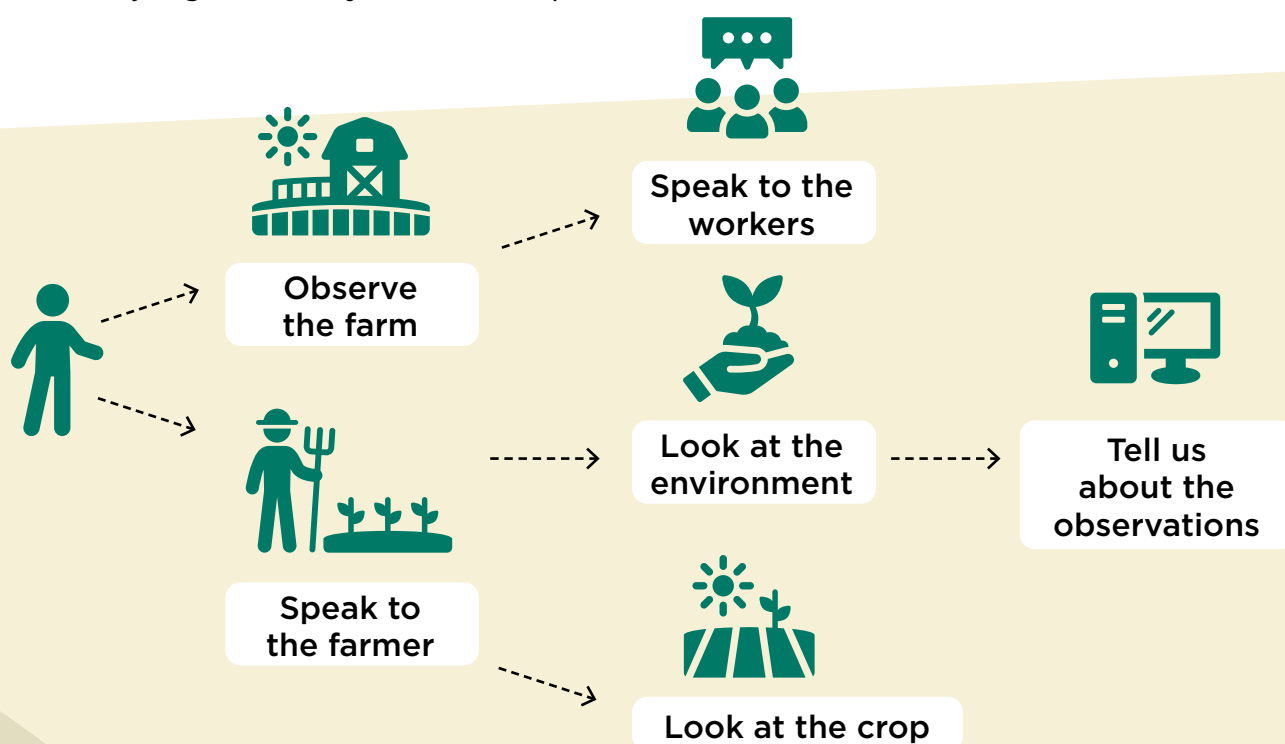 Observe
the farm
Speak to
the farmer
Speak to the
workers
Look at the
environment
Look at the crop
Tell us
about the
observations